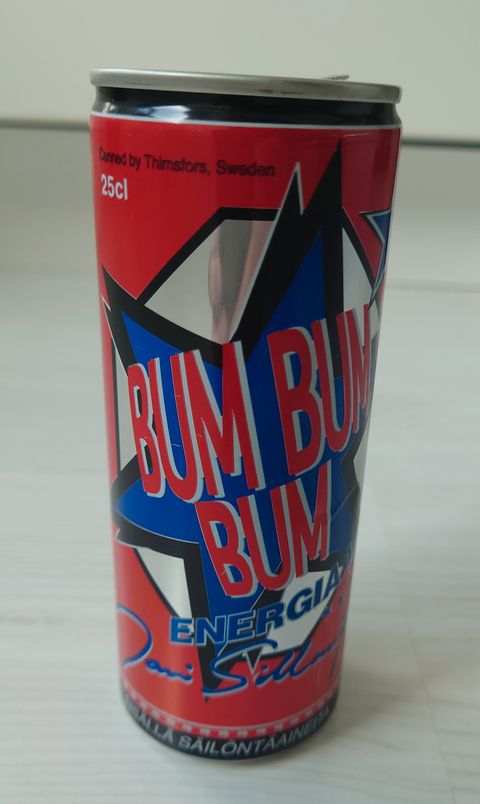 Canned by Thimsfors, Sweden
25cl
BUM BUM
BUM
ENERGIA
SÄILÖNTÄAINEITA